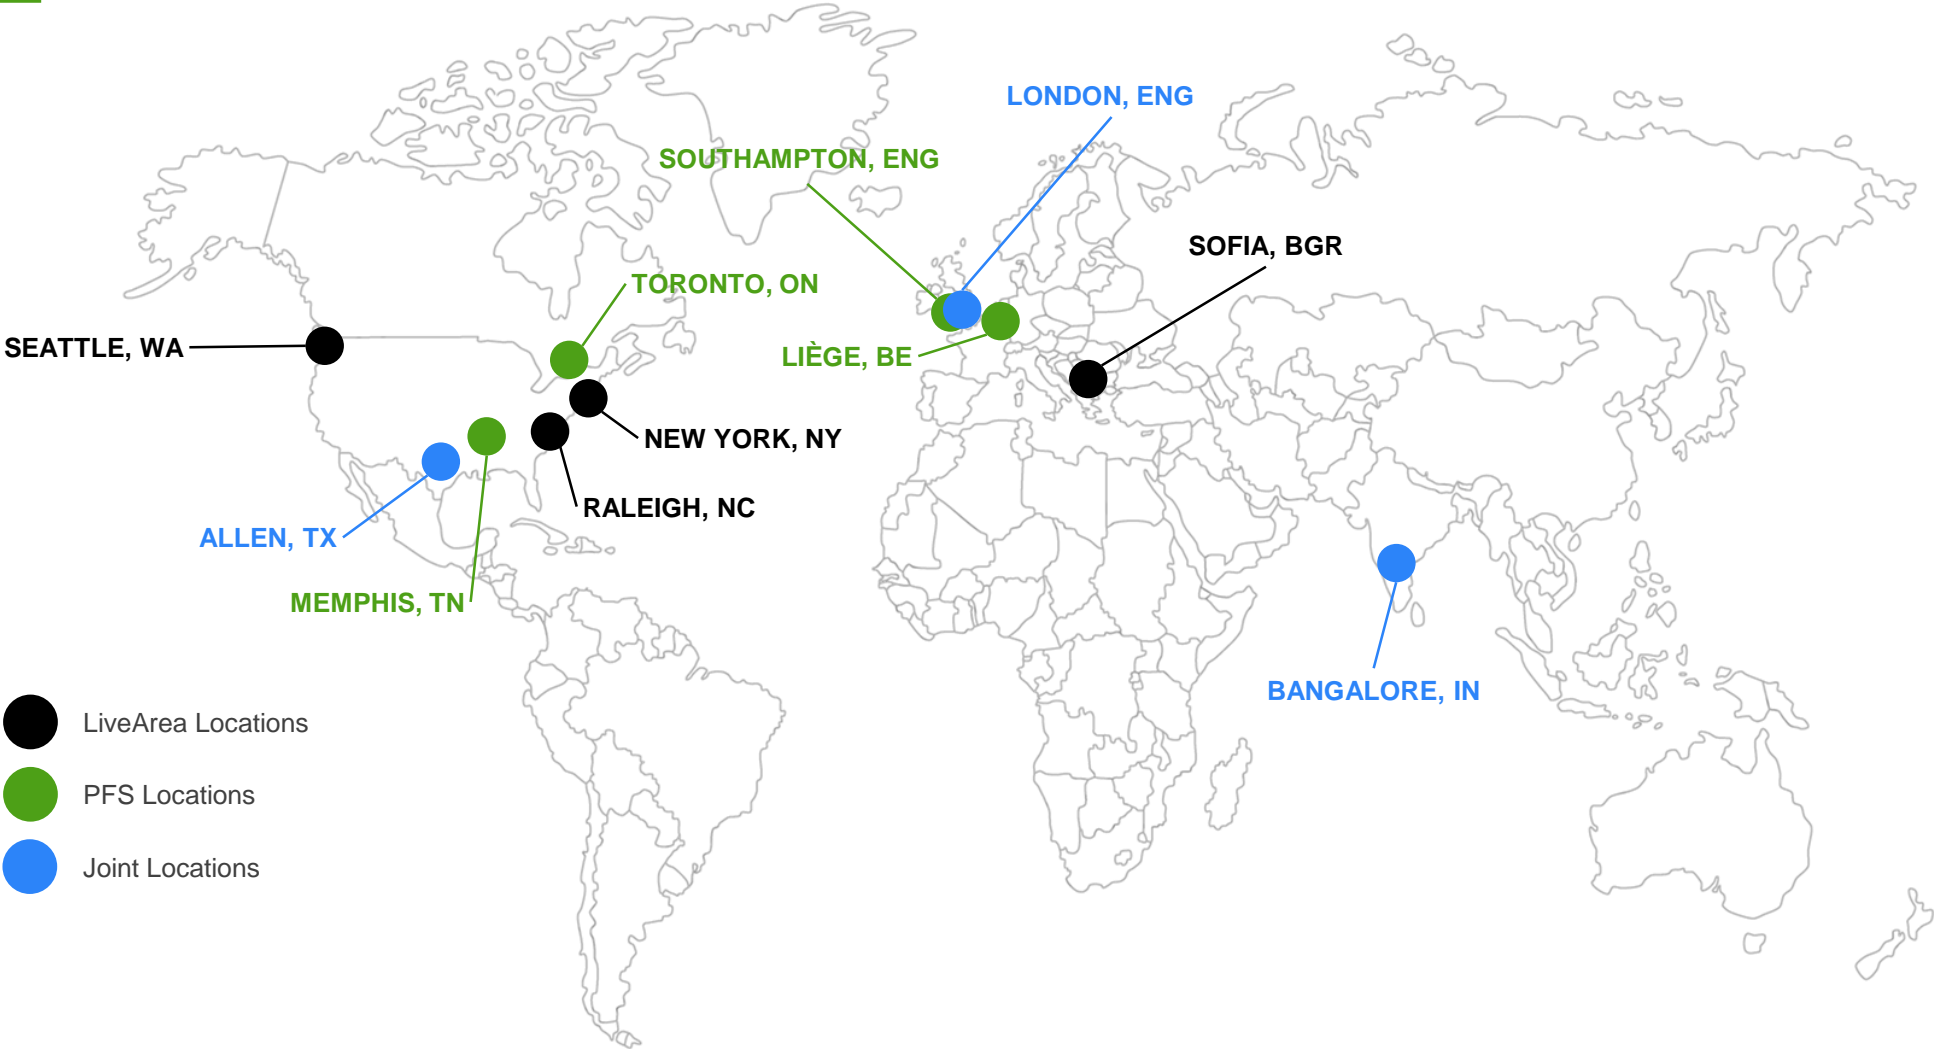 LONDON, ENG
SOUTHAMPTON, ENG
SOFIA, BGR
TORONTO, ON
SEATTLE, WA
LIÈGE, BE
NEW YORK, NY
RALEIGH, NC
ALLEN, TX
MEMPHIS, TN
BANGALORE, IN
LiveArea Locations
PFS Locations
Joint Locations